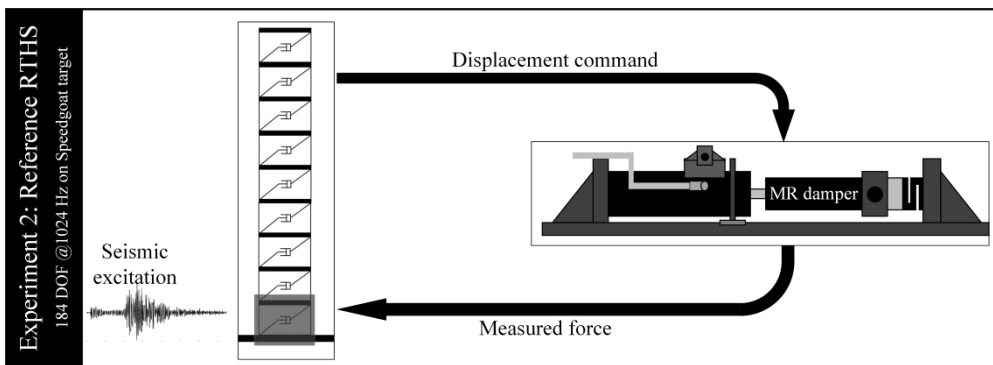 Experiment 2: Reference RTHS
184 DOF @1024 Hz on Speedgoat target
Seismic
excitation
Displacement command
MR damper
Measured force